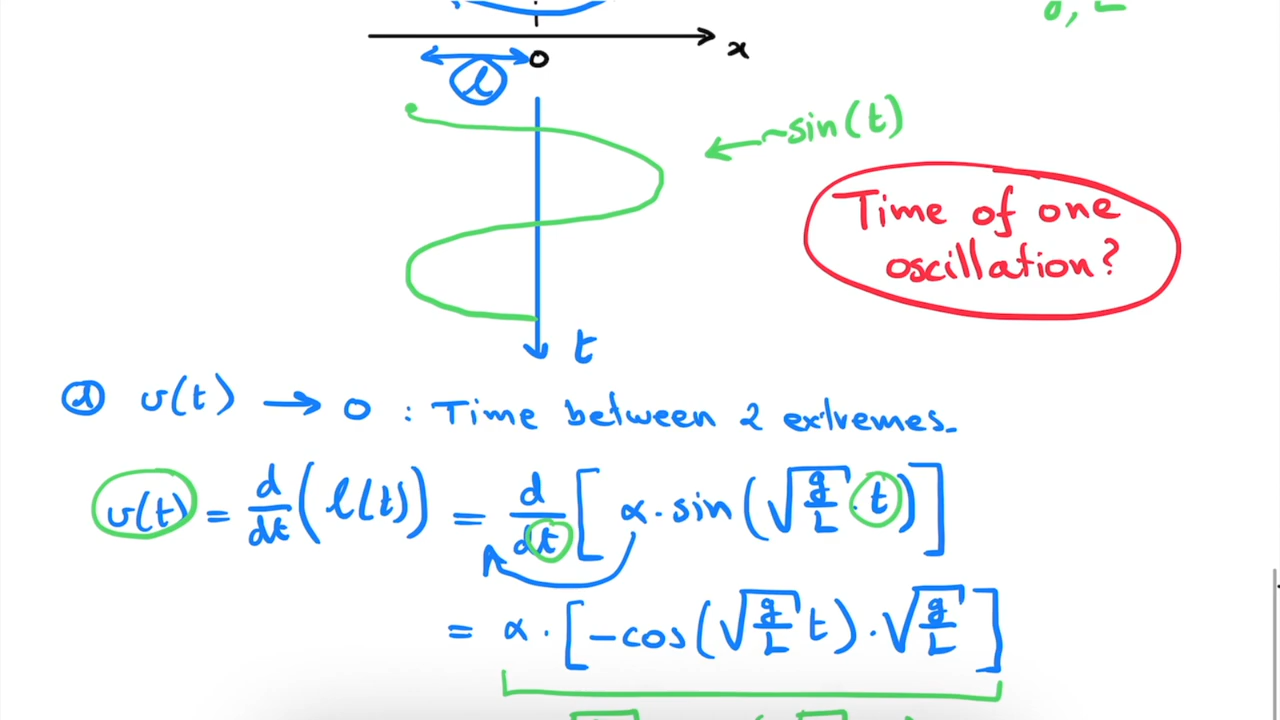 x
0
l
~sin(t)
Time of one
oscillation?
t
① v(t) → 0 : Time between 2 extremes.
v(t) = d/dt (l(t)) = d/dt [α · sin(√(g/L) · t)]
= α · [−cos(√(g/L) t) · √(g/L)]